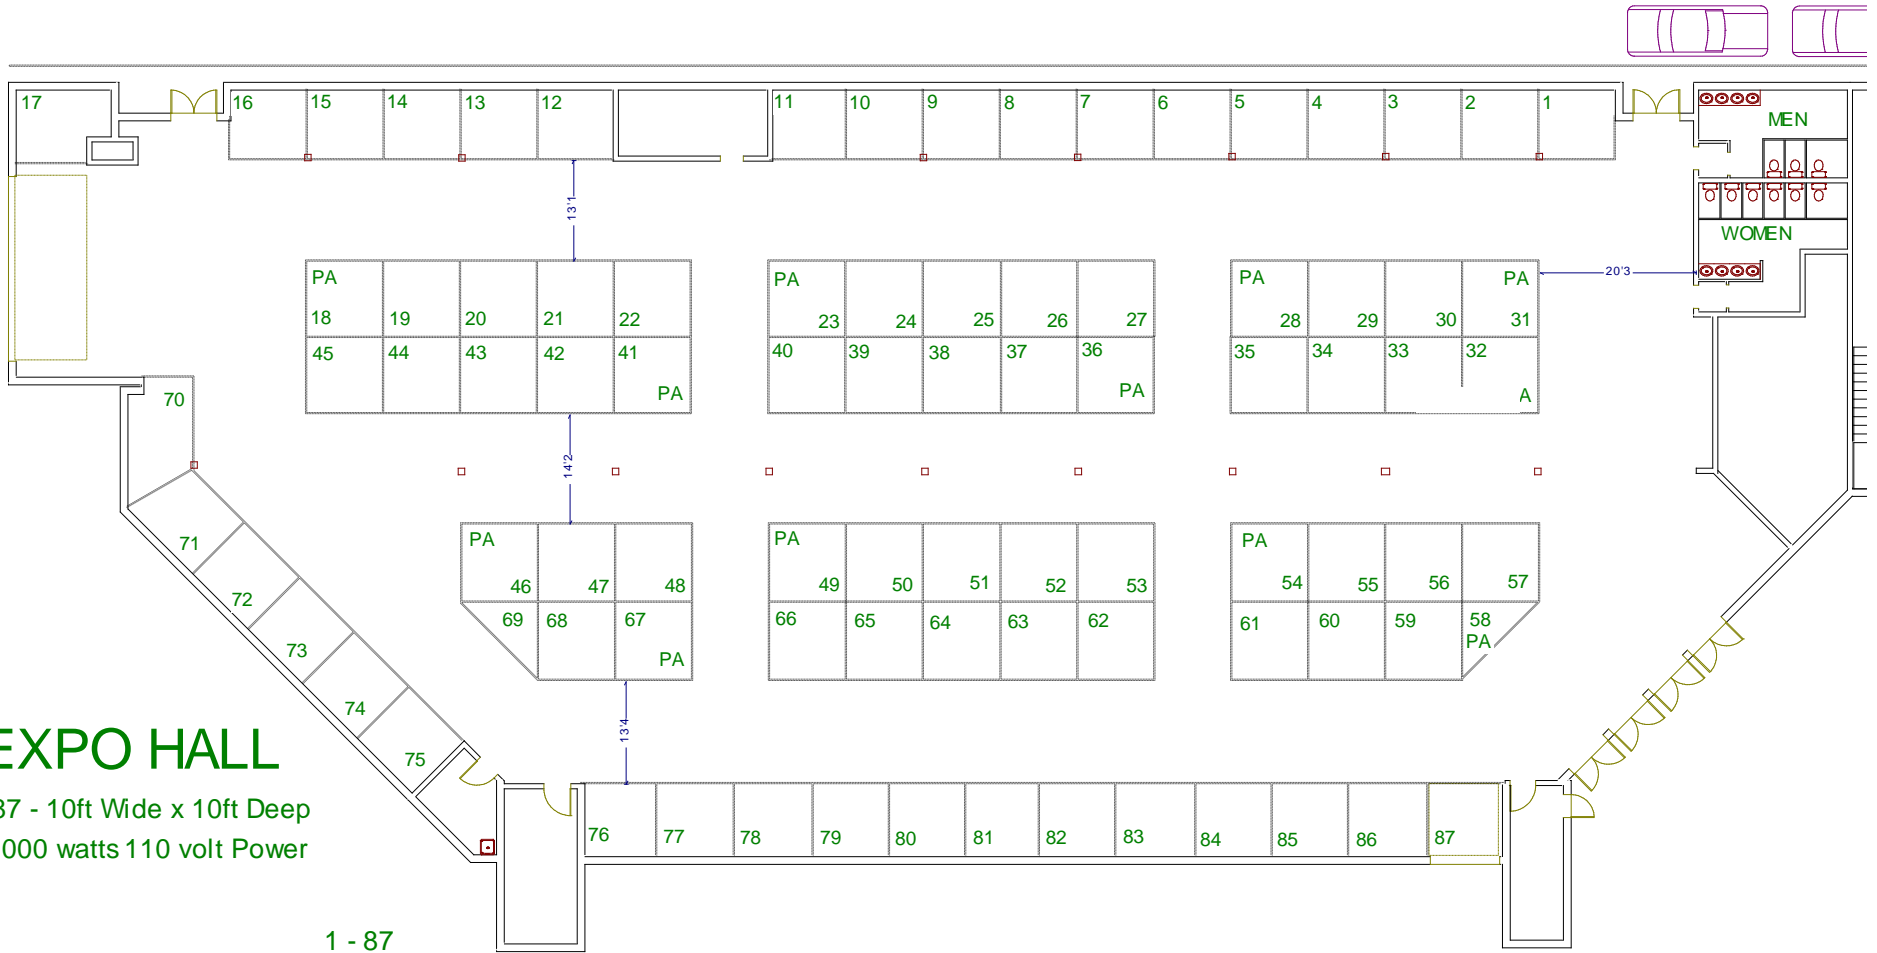 17 16 15 14 13 12 11 10 9 8 7 6 5 4 3 2 1
MEN
WOMEN
13'1
20'3
PA PA PA PA
18 19 20 21 22 23 24 25 26 27 28 29 30 31
45 44 43 42 41 40 39 38 37 36 35 34 33 32
PA PA A
70
14'2
PA PA PA
71 46 47 48 49 50 51 52 53 54 55 56 57
72 69 68 67 66 65 64 63 62 61 60 59 58
PA PA
73
74
13'4
75
EXPO HALL
37 - 10ft Wide x 10ft Deep
000 watts 110 volt Power
76 77 78 79 80 81 82 83 84 85 86 87
1 - 87